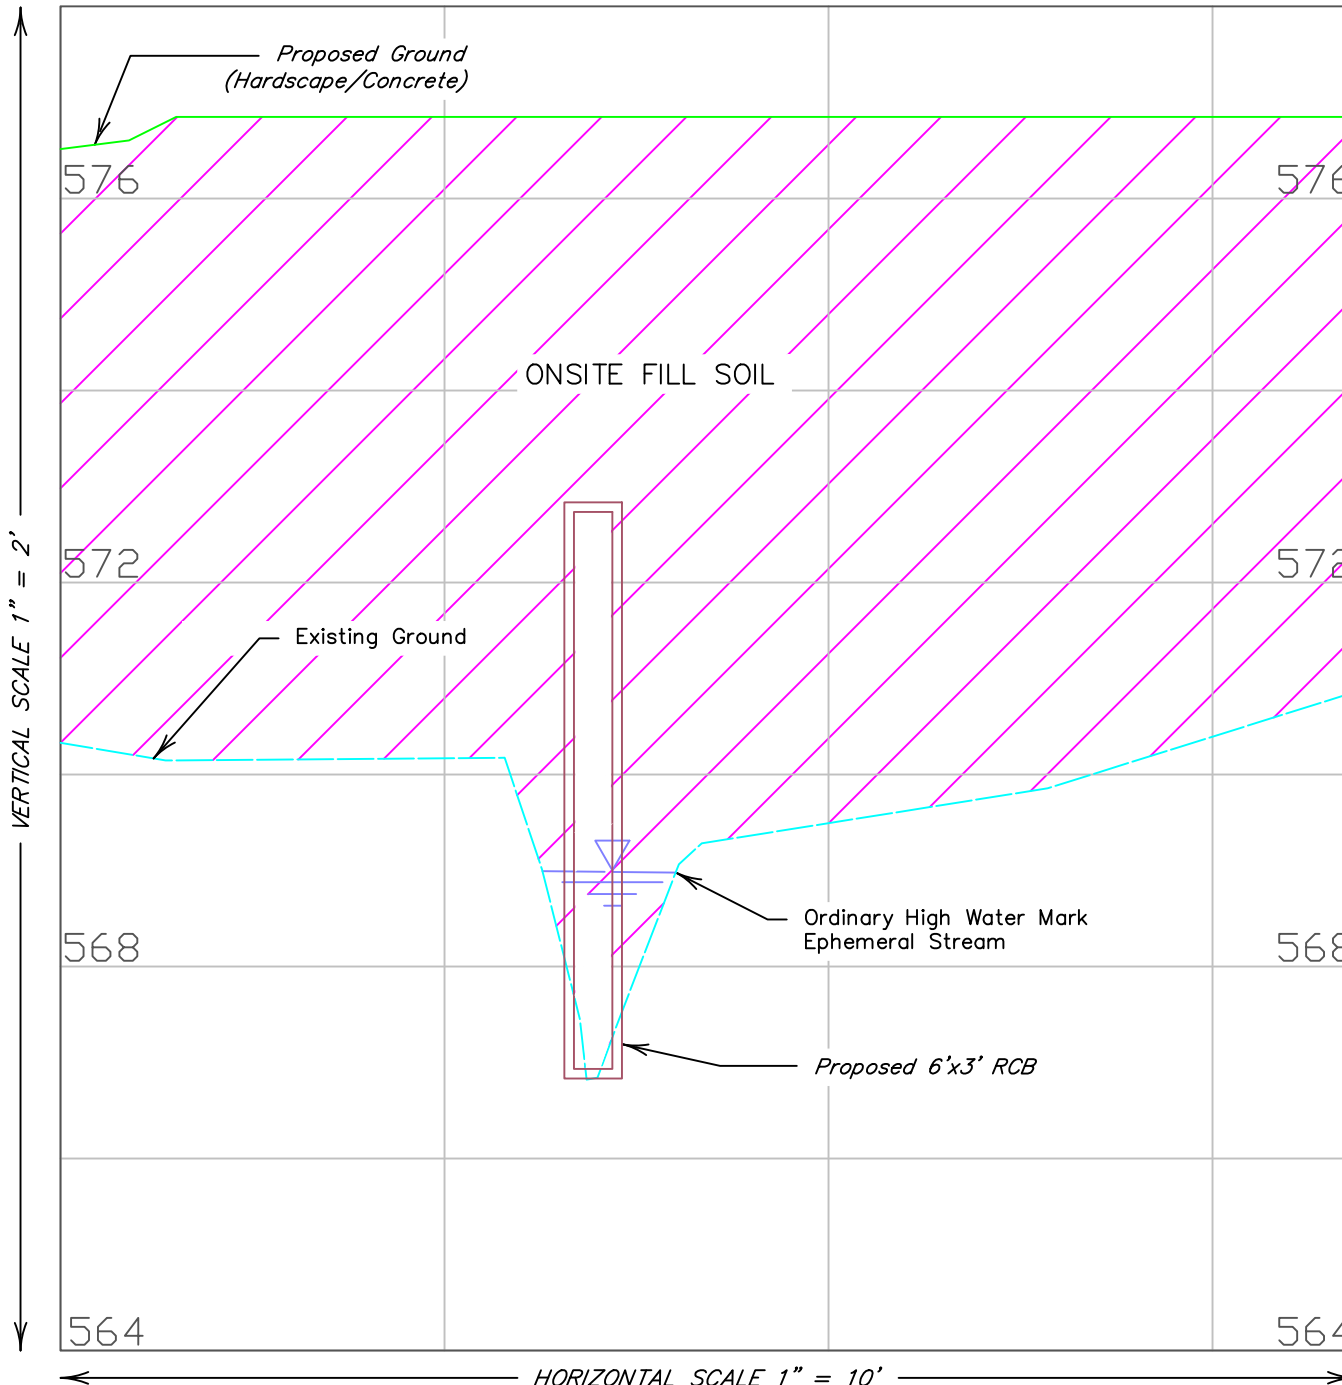 Proposed Ground
(Hardscape/Concrete)
576
576
ONSITE FILL SOIL
572
572
VERTICAL SCALE 1" = 2'
Existing Ground
Ordinary High Water Mark
Ephemeral Stream
568
568
Proposed 6'x3' RCB
564
564
HORIZONTAL SCALE 1" = 10'